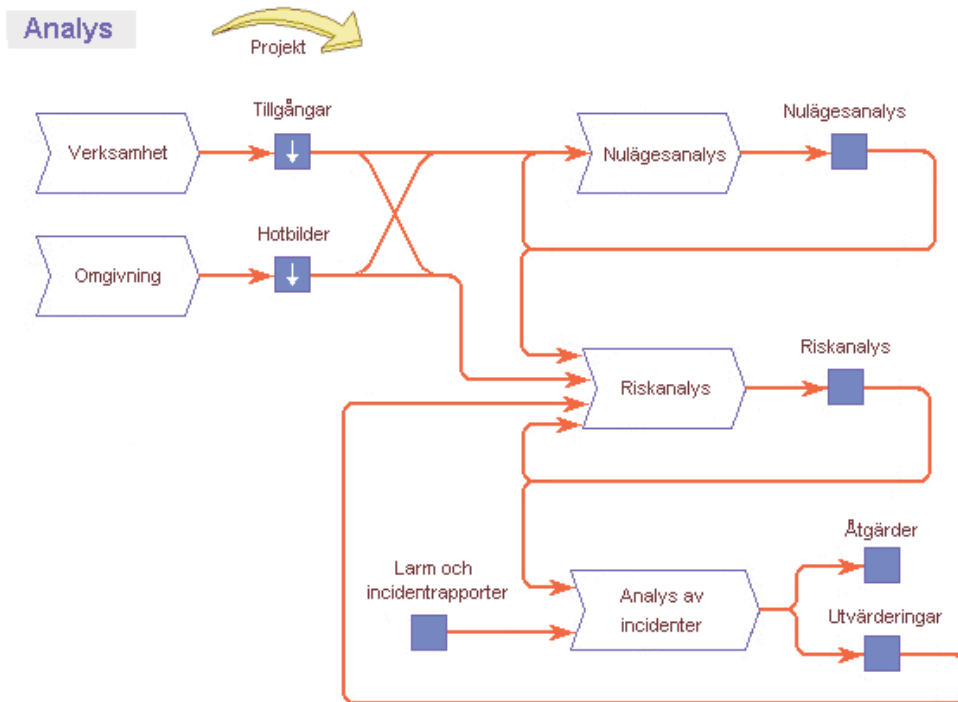 Analys
Projekt
Tillgångar
Nulägesanalys
Verksamhet
Nulägesanalys
Hotbilder
Omgivning
Riskanalys
Riskanalys
Åtgärder
Larm och
incidentrapporter
Analys av
incidenter
Utvärderingar